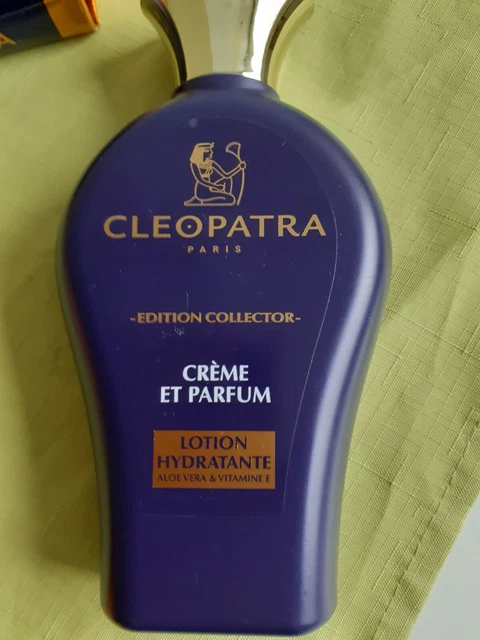 CLEOPATRA
PARIS
-EDITION COLLECTOR-
CRÈME
ET PARFUM
LOTION
HYDRATANTE
ALOE VERA & VITAMINE E